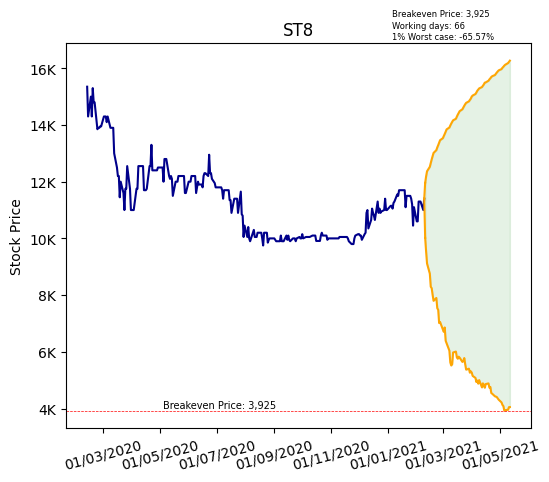 Breakeven Price: 3,925
Working days: 66
1% Worst case: -65.57%
ST8
Stock Price
16K
14K
12K
10K
8K
6K
4K
Breakeven Price: 3,925
01/03/2020
01/05/2020
01/07/2020
01/09/2020
01/11/2020
01/01/2021
01/03/2021
01/05/2021